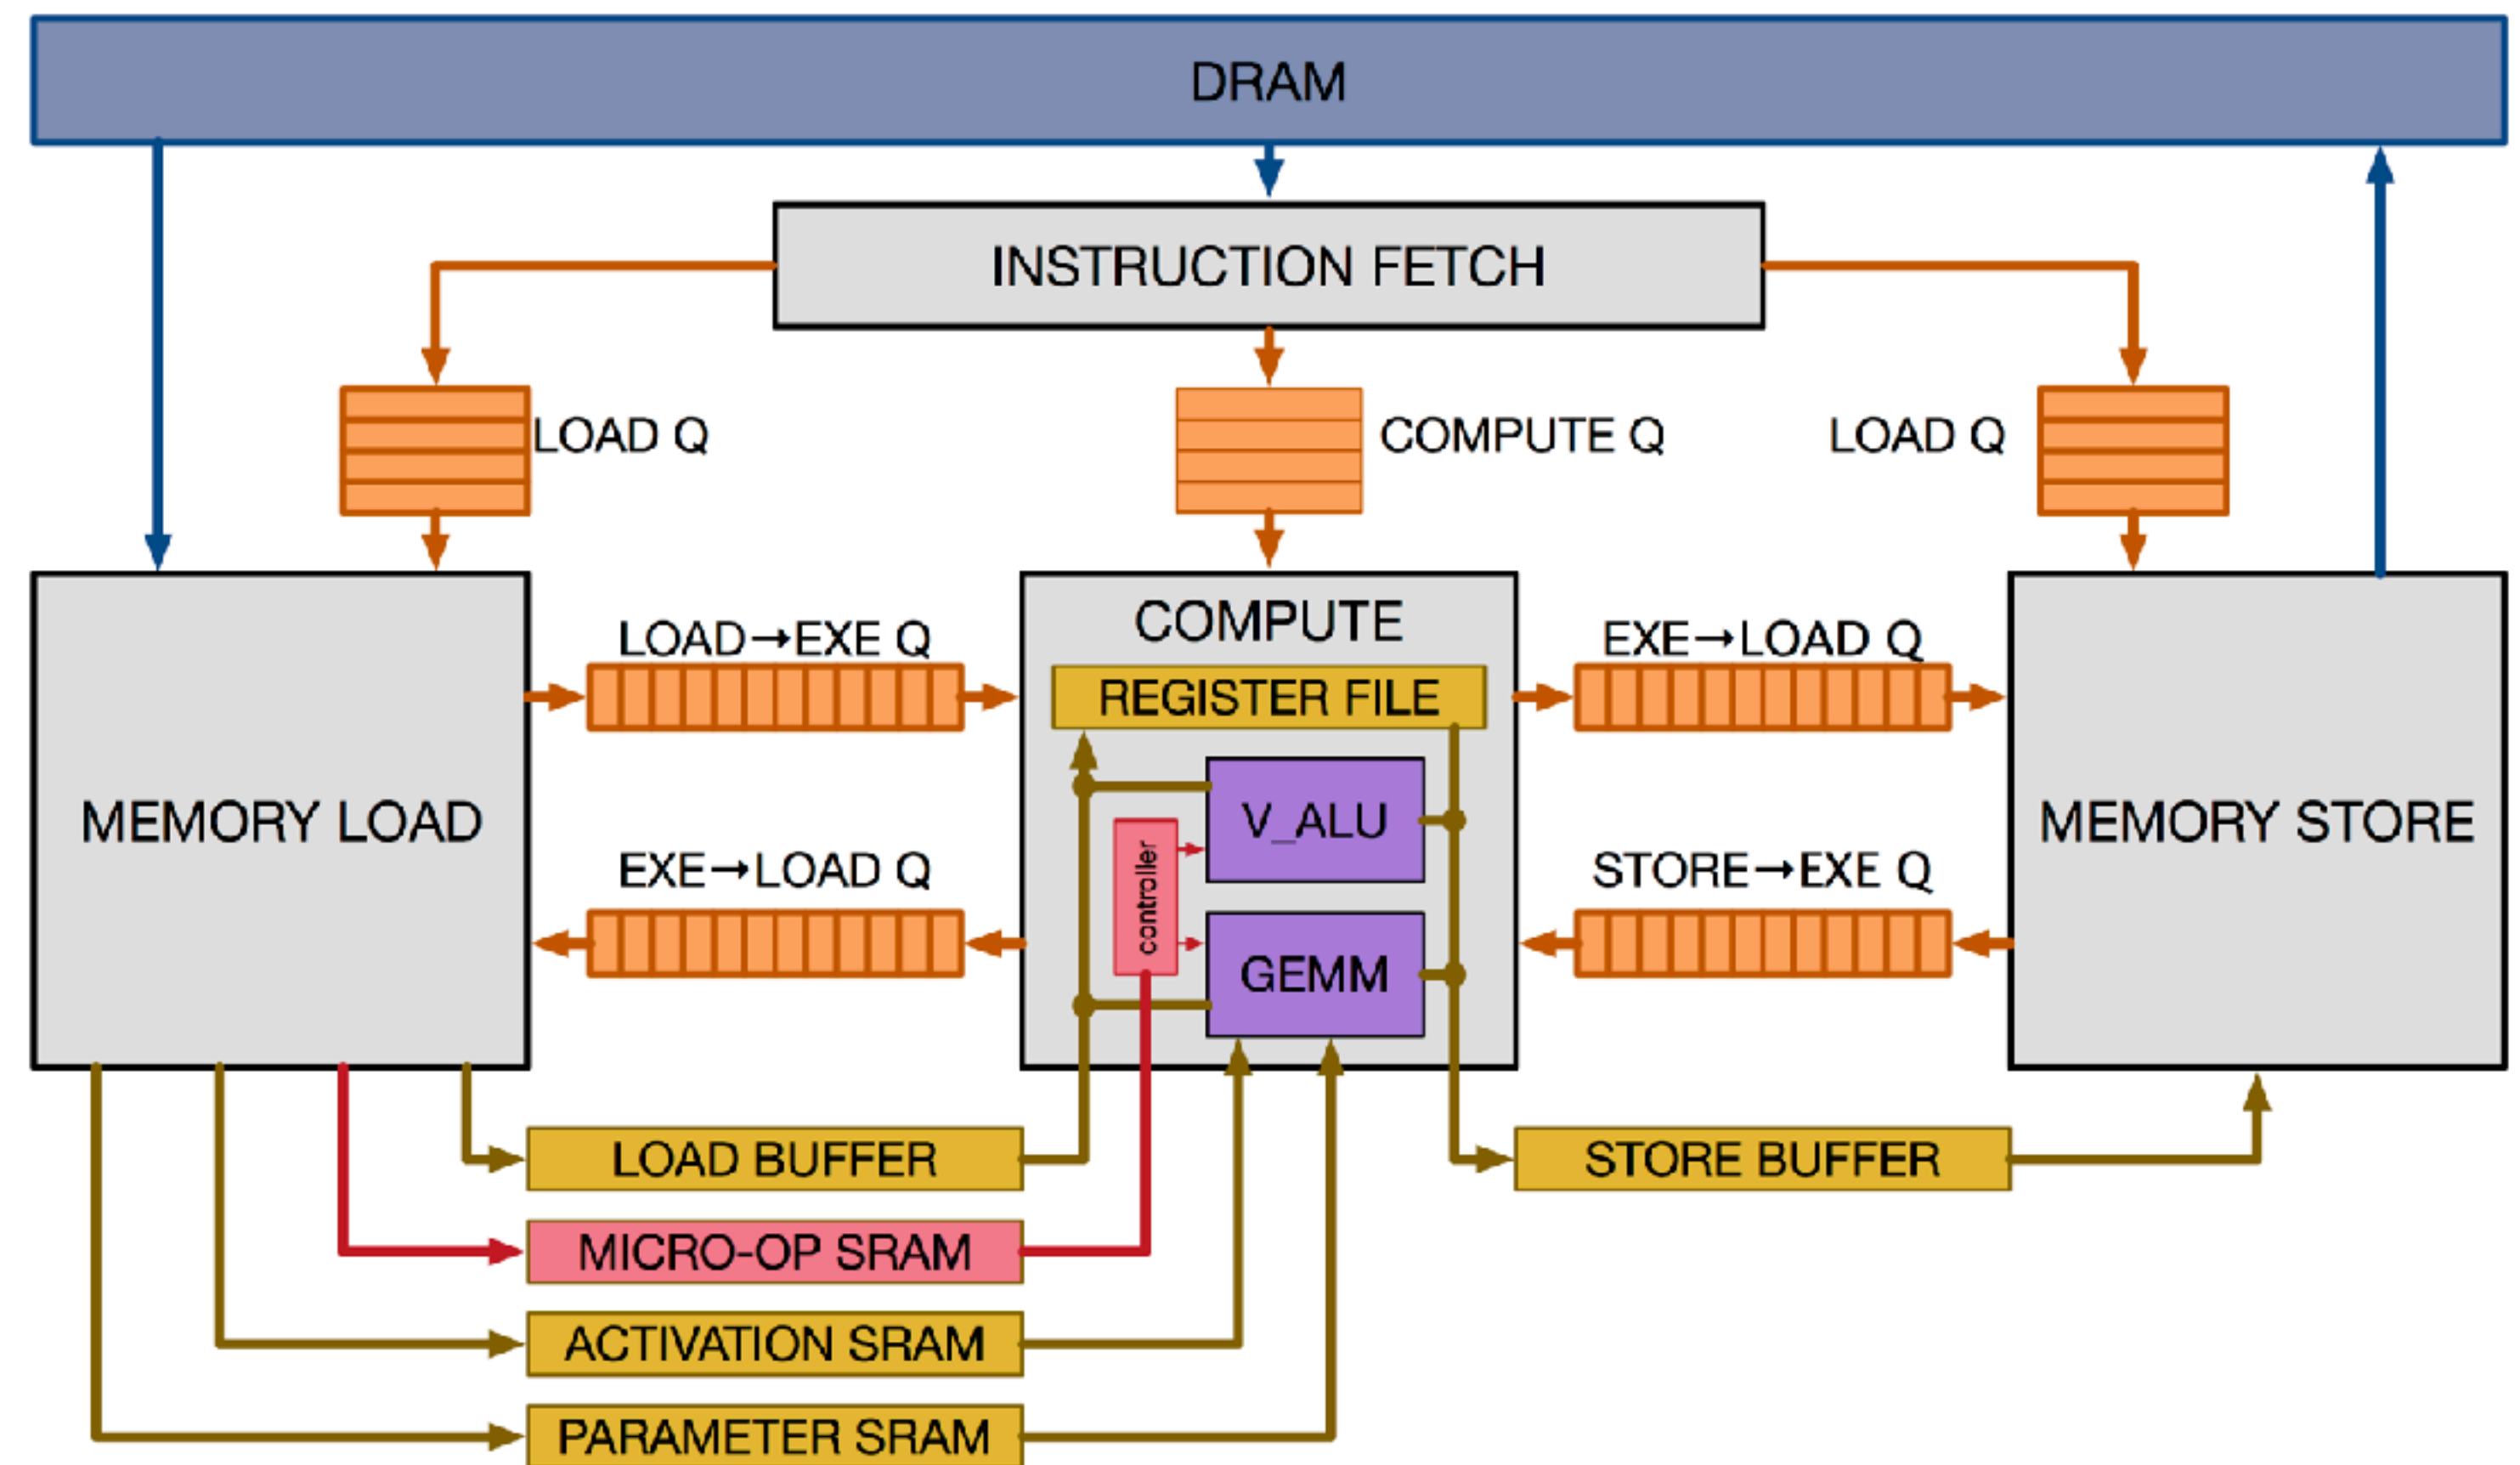 DRAM
INSTRUCTION FETCH
LOAD Q
COMPUTE Q
LOAD Q
COMPUTE
LOAD→EXE Q
EXE→LOAD Q
REGISTER FILE
MEMORY LOAD
V_ALU
MEMORY STORE
EXE→LOAD Q
controller
STORE→EXE Q
GEMM
LOAD BUFFER
STORE BUFFER
MICRO-OP SRAM
ACTIVATION SRAM
PARAMETER SRAM